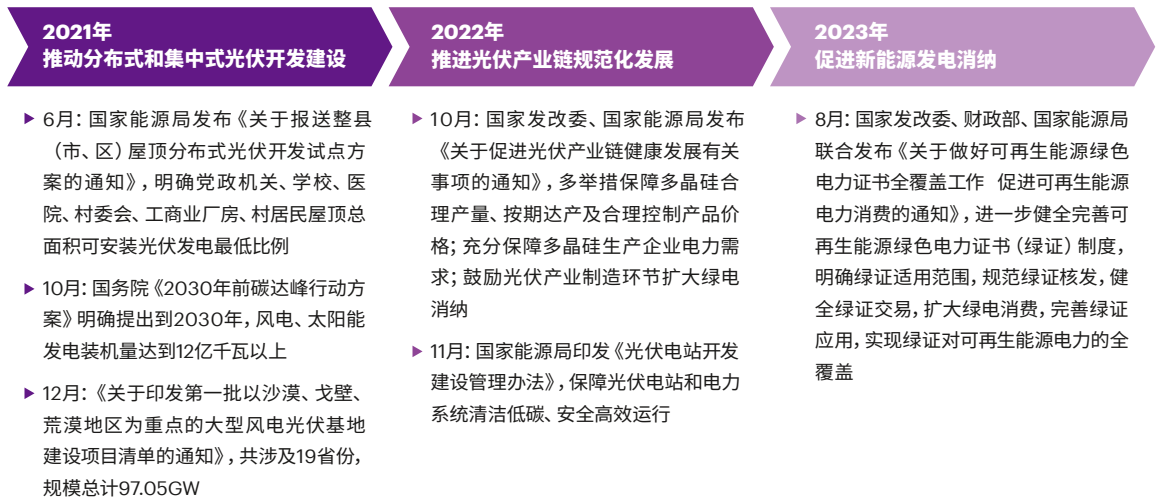 2021年
推动分布式和集中式光伏开发建设
6月：国家能源局发布《关于报送整县
（市、区）屋顶分布式光伏开发试点方
案的通知》，明确党政机关、学校、医
院、村委会、工商业厂房、村居民屋顶总
面积可安装光伏发电最低比例
10月：国务院《2030年前碳达峰行动方
案》明确提出到2030年，风电、太阳能
发电装机量达到12亿千瓦以上
12月：《关于印发第一批以沙漠、戈壁、
荒漠地区为重点的大型风电光伏基地
建设项目清单的通知》，共涉及19省份，
规模总计97.05GW
2022年
推进光伏产业链规范化发展
10月：国家发改委、国家能源局发布
《关于促进光伏产业链健康发展有关
事项的通知》，多举措保障多晶硅合
理产量、按期达产及合理控制产品价
格；充分保障多晶硅生产企业电力需
求；鼓励光伏产业制造环节扩大绿电
消纳
11月：国家能源局印发《光伏电站开发
建设管理办法》，保障光伏电站和电力
系统清洁低碳、安全高效运行
2023年
促进新能源发电消纳
8月：国家发改委、财政部、国家能源局
联合发布《关于做好可再生能源绿色
电力证书全覆盖工作 促进可再生能源
电力消费的通知》，进一步健全完善可
再生能源绿色电力证书（绿证）制度，
明确绿证适用范围，规范绿证核发，健
全绿证交易，扩大绿电消费，完善绿证
应用，实现绿证对可再生能源电力的全
覆盖